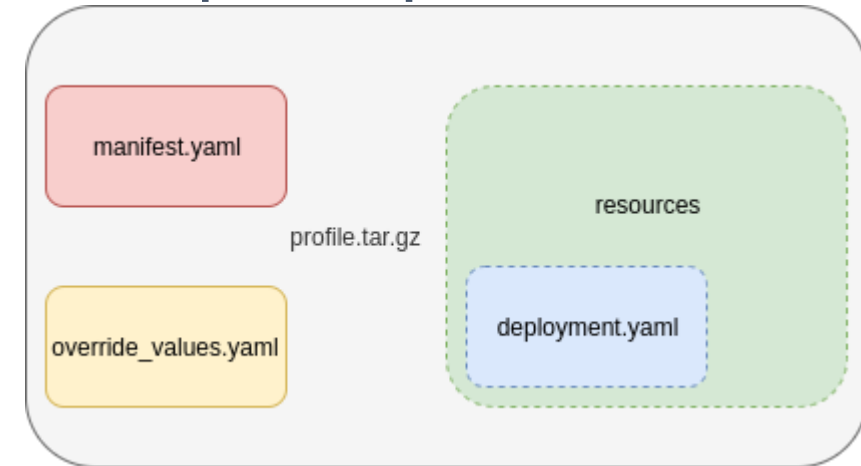 manifest.yaml
resources
profile.tar.gz
deployment.yaml
override_values.yaml